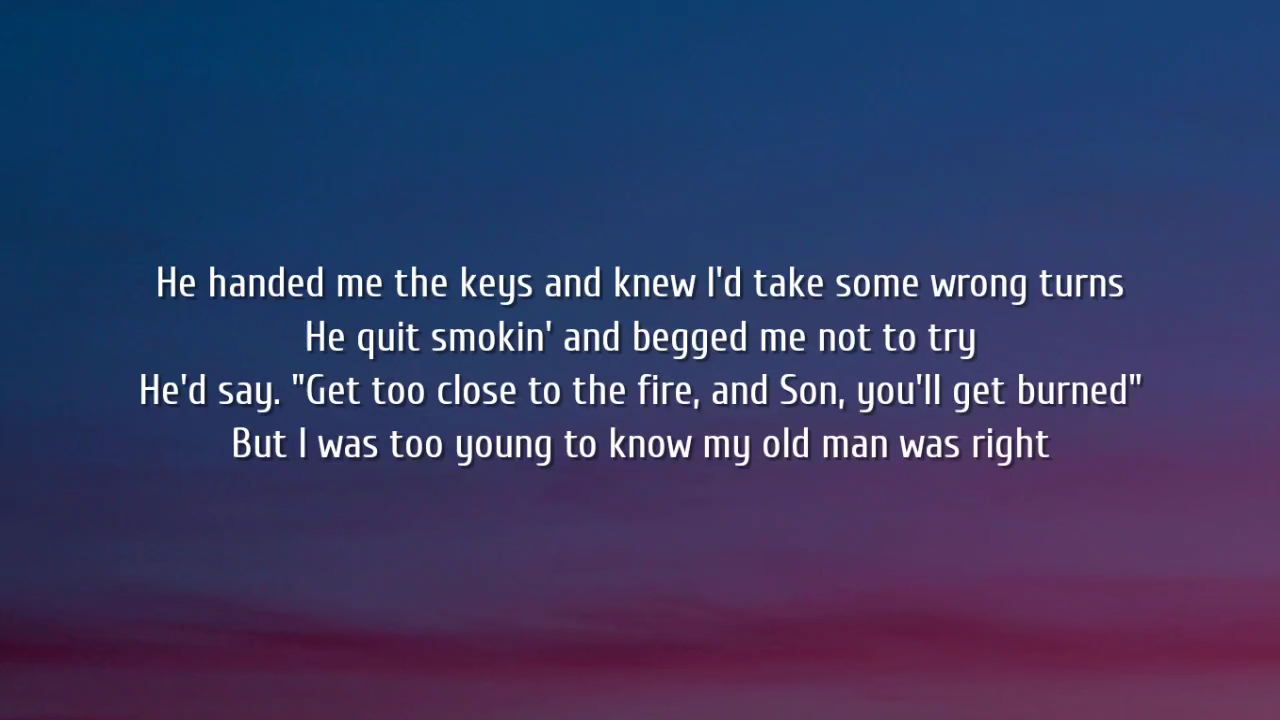 He handed me the keys and knew I'd take some wrong turns
He quit smokin' and begged me not to try
He'd say. "Get too close to the fire, and Son, you'll get burned"
But I was too young to know my old man was right